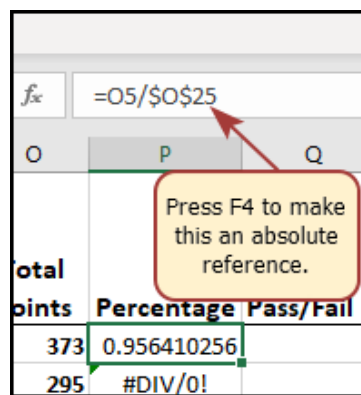 fx =O5/$O$25
O P Q
Press F4 to make
this an absolute
reference.
otal
oints Percentage Pass/Fail
373 0.956410256
295 #DIV/0!